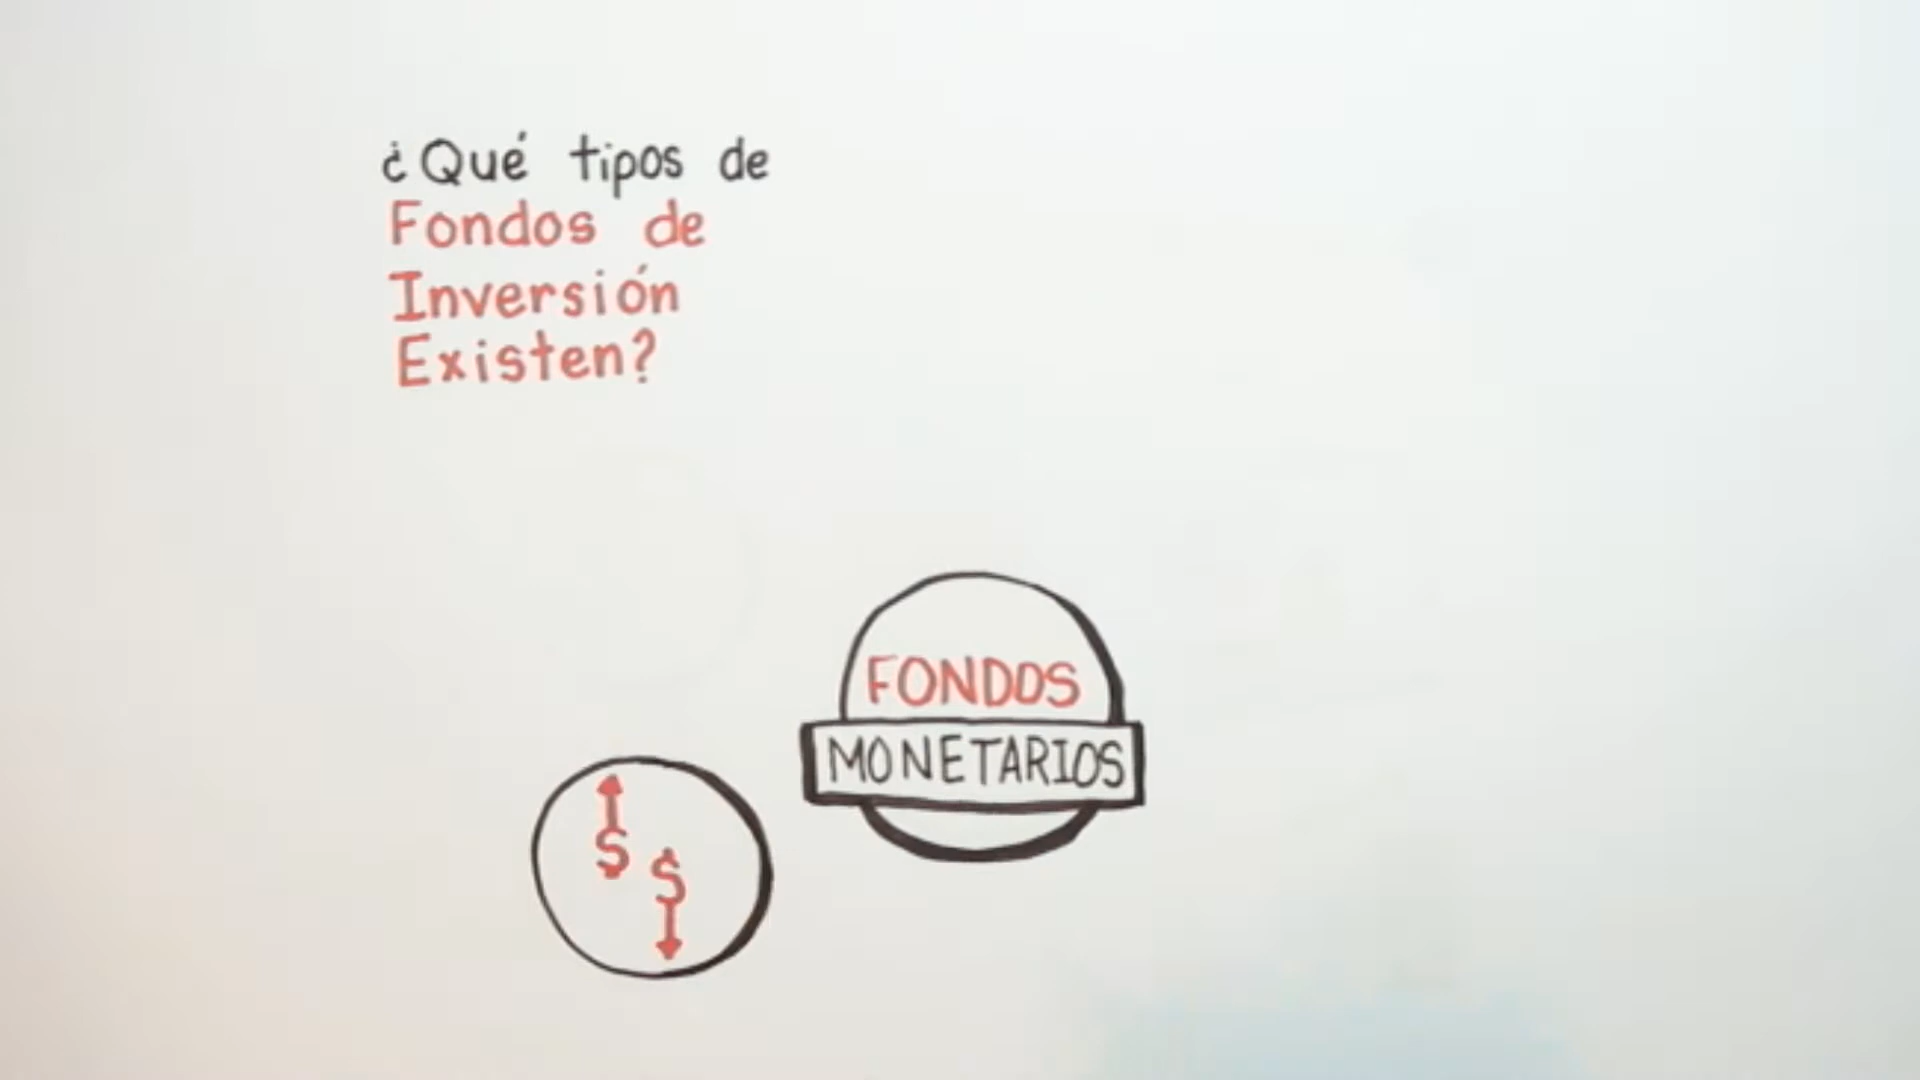 ¿Qué tipos de
Fondos de
Inversión
Existen?
FONDOS
MONETARIOS
$
$